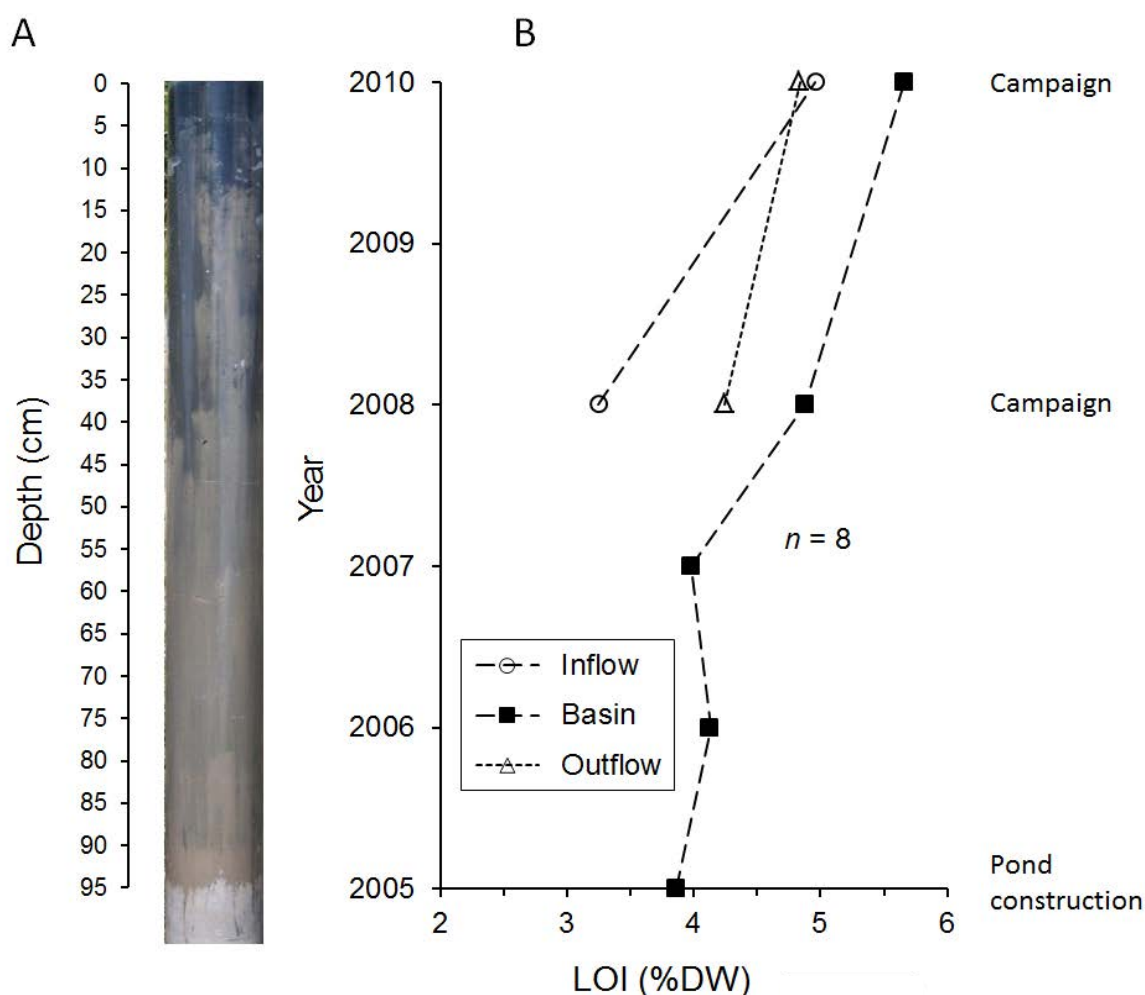 A
B
0
5
10
15
20
25
30
35
40
45
50
55
60
65
70
75
80
85
90
95
Depth (cm)
Year
2010
2009
2008
2007
2006
2005
n = 8
Inflow
Basin
Outflow
2
3
4
5
6
LOI (%DW)
Campaign
Campaign
Pond
construction